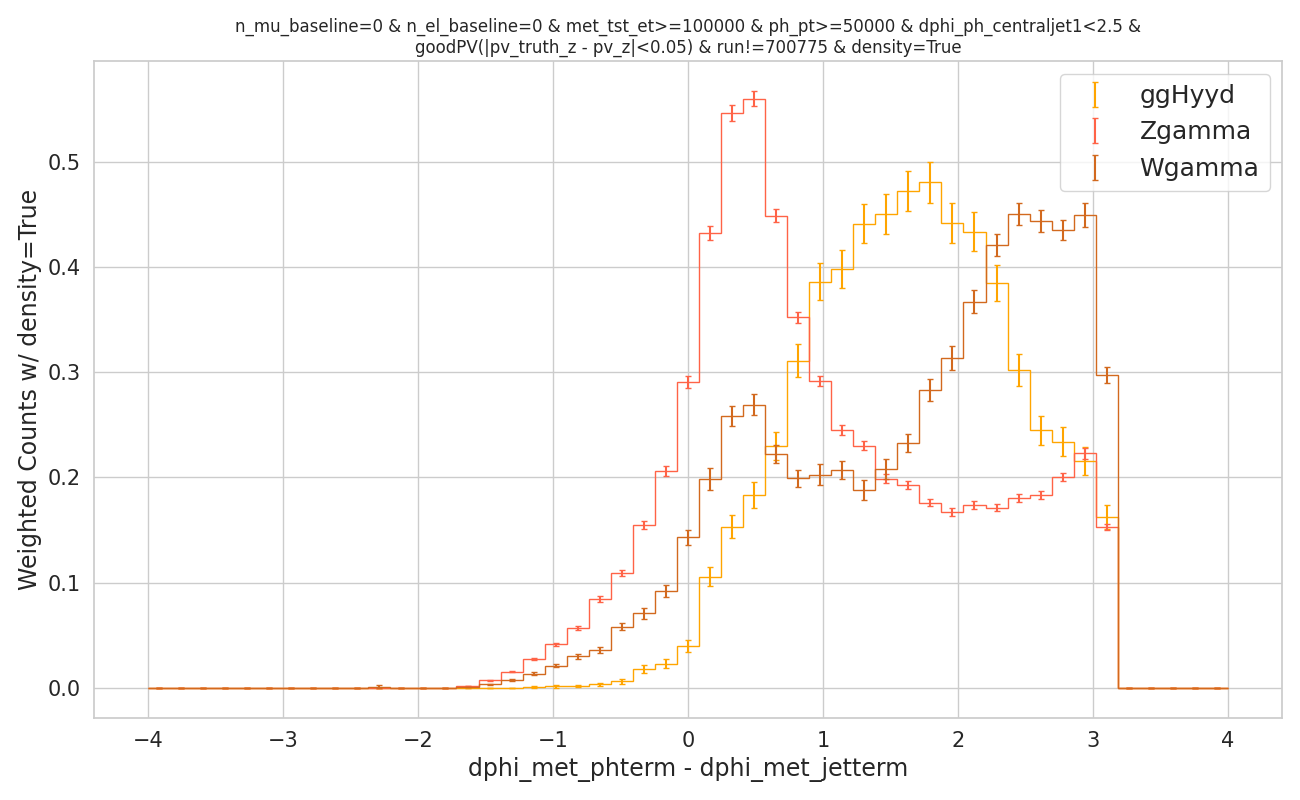 n_mu_baseline=0 & n_el_baseline=0 & met_tst_et>=100000 & ph_pt>=50000 & dphi_ph_centraljet1<2.5 &
goodPV(|pv_truth_z - pv_z|<0.05) & run!=700775 & density=True
ggHyyd
Zgamma
Wgamma
Weighted Counts w/ density=True
0.5
0.4
0.3
0.2
0.1
0.0
−4 −3 −2 −1 0 1 2 3 4
dphi_met_phterm - dphi_met_jetterm